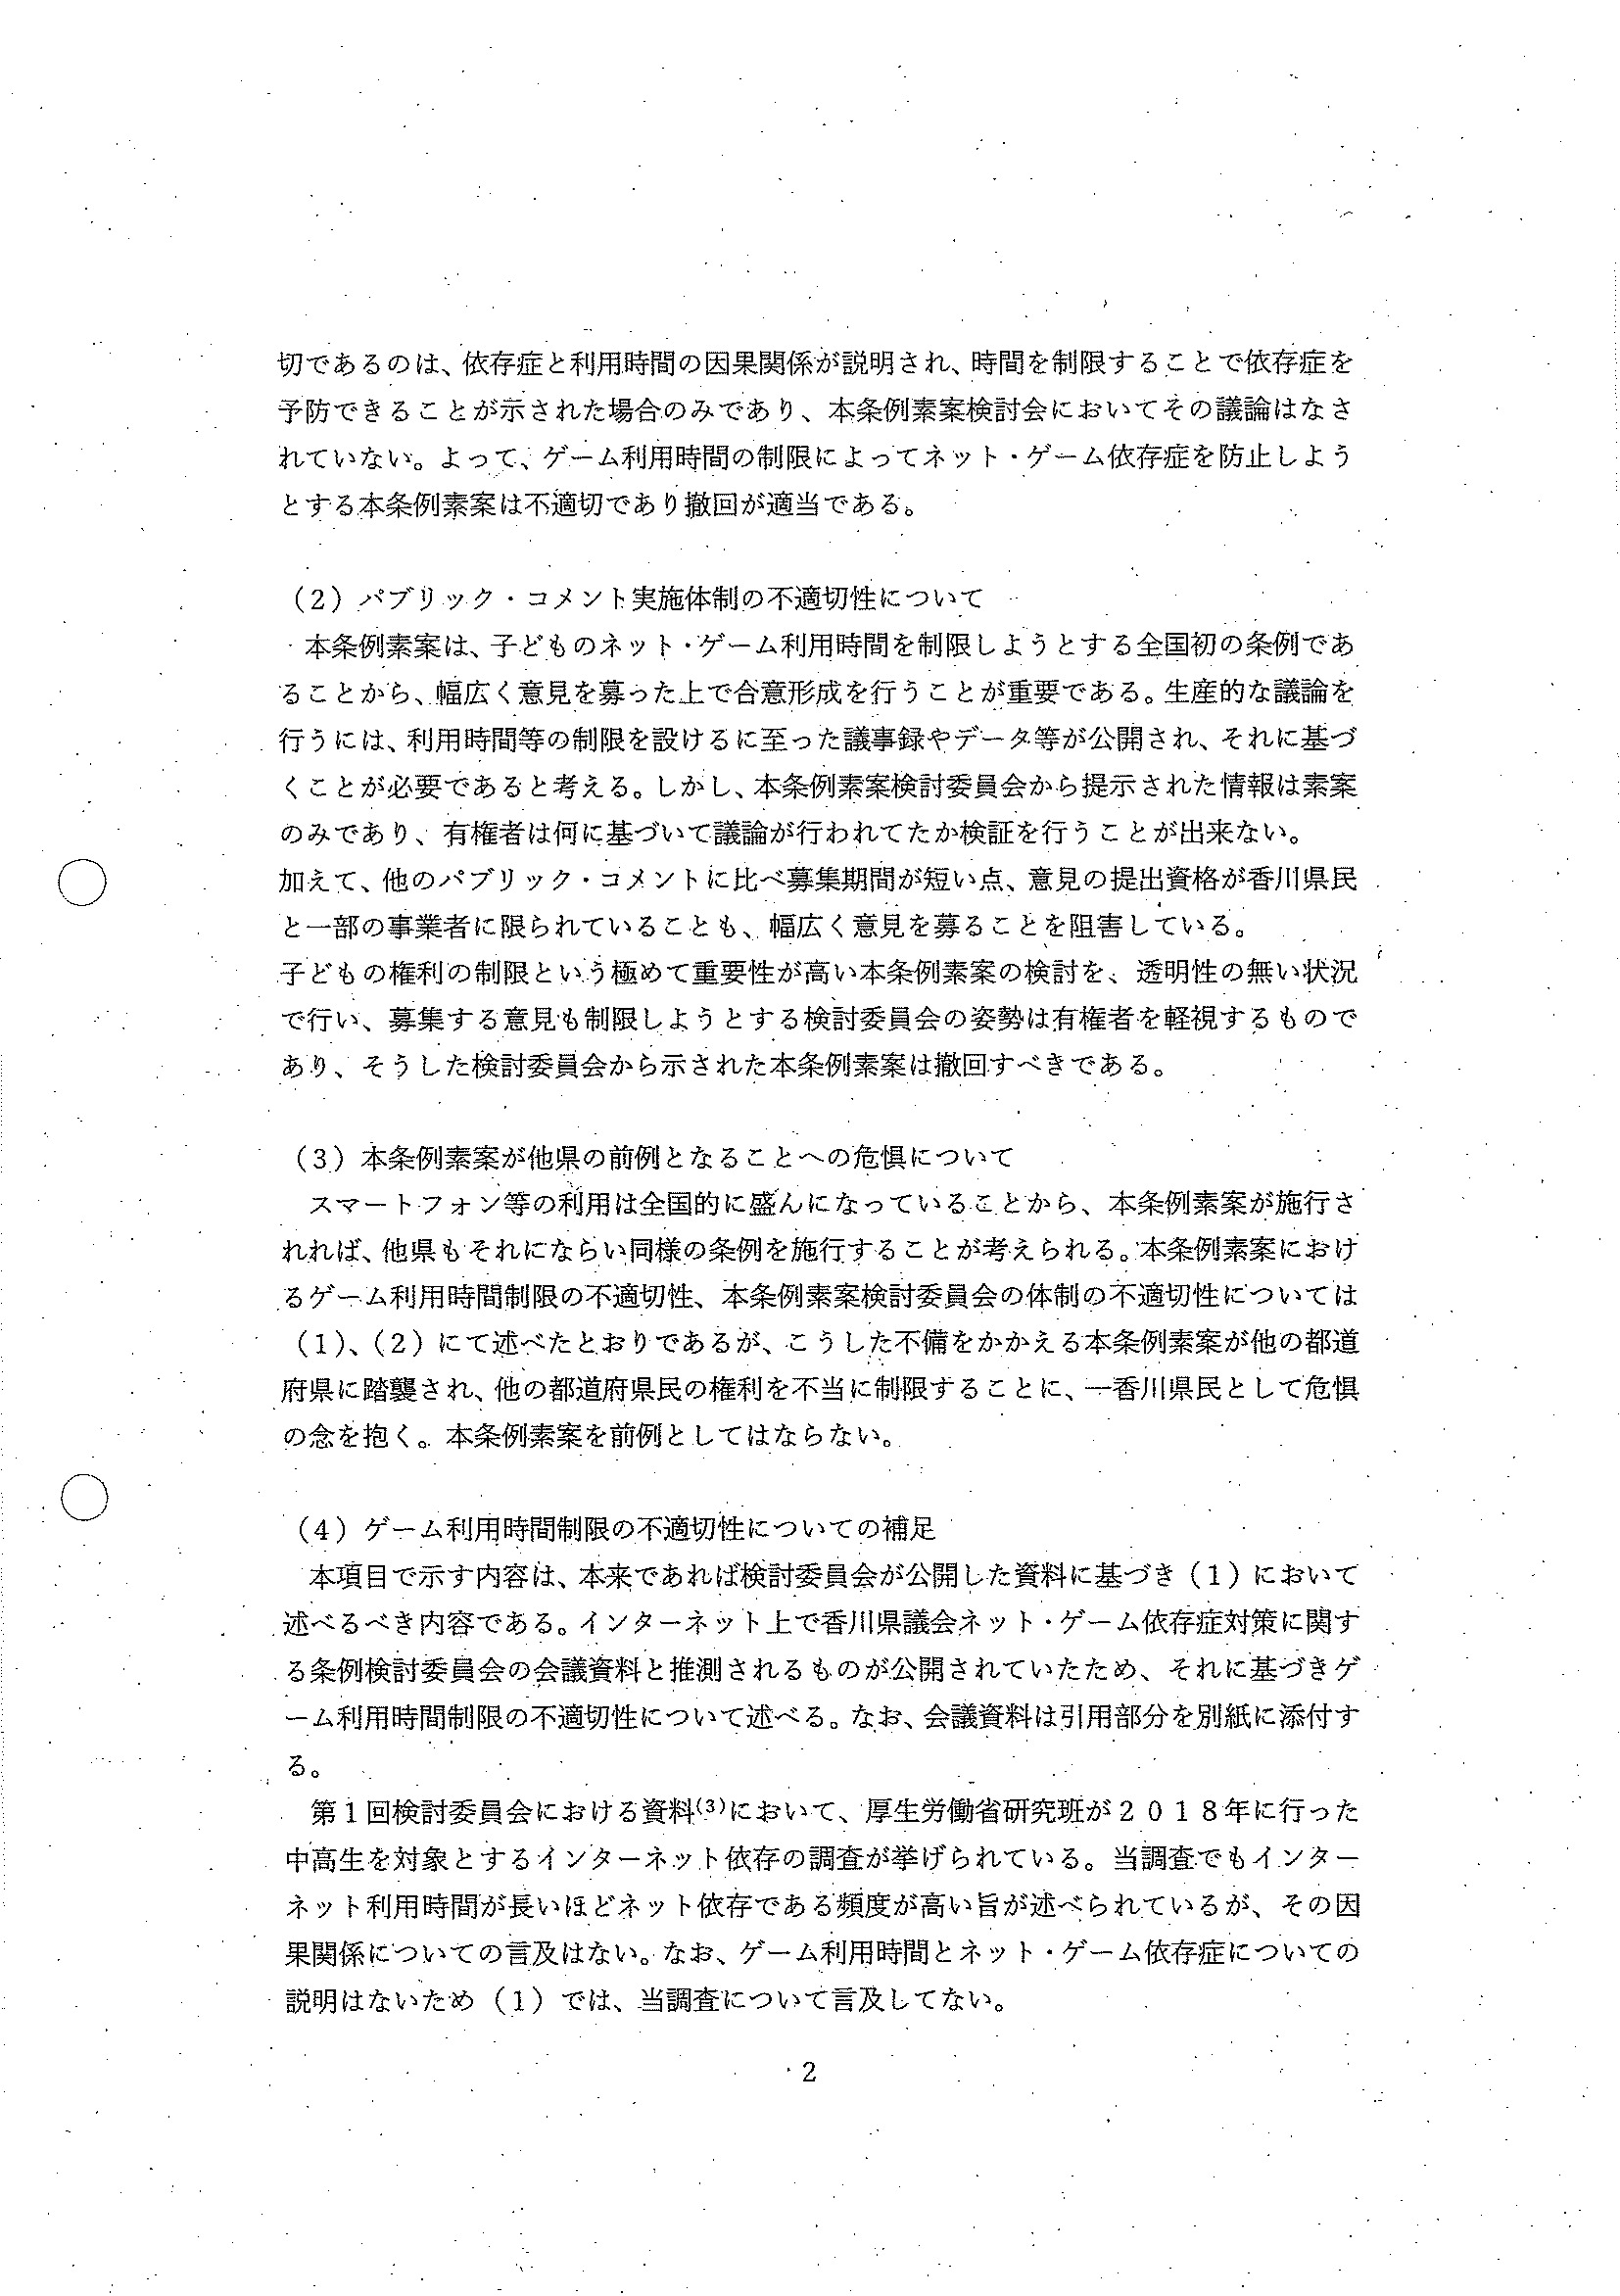 切であるのは、依存症と利用時間の因果関係が説明され、時間を制限することで依存症を
予防できることが示された場合のみであり、本条例素案検討会においてその議論はなさ
れていない。よって、ゲーム利用時間の制限によってネット・ゲーム依存症を防止しよう
とする本条例素案は不適切であり撤回が適当である。
（2）パブリック・コメント実施体制の不適切性について
本条例素案は、子どものネット・ゲーム利用時間を制限しようとする全国初の条例であ
ることから、幅広く意見を募った上で合意形成を行うことが重要である。生産的な議論を
行うには、利用時間等の制限を設けるに至った議事録やデータ等が公開され、それに基づ
くことが必要であると考える。しかし、本条例素案検討委員会から提示された情報は素案
のみであり、有権者は何に基づいて議論が行われてたか検証を行うことが出来ない。
加えて、他のパブリック・コメントに比べ募集期間が短い点、意見の提出資格が香川県民
と一部の事業者に限られていることも、幅広く意見を募ることを阻害している。
子どもの権利の制限という極めて重要性が高い本条例素案の検討を、透明性の無い状況
で行い、募集する意見も制限しようとする検討委員会の姿勢は有権者を軽視するもので
あり、そうした検討委員会から示された本条例素案は撤回すべきである。
（3）本条例素案が他県の前例となることへの危惧について
スマートフォン等の利用は全国的に盛んになっていることから、本条例素案が施行さ
れれば、他県もそれにならい同様の条例を施行することが考えられる。本条例素案におけ
るゲーム利用時間制限の不適切性、本条例素案検討委員会の体制の不適切性については
（1）、（2）にて述べたとおりであるが、こうした不備をかかえる本条例素案が他の都道
府県に踏襲され、他の都道府県民の権利を不当に制限することに、一香川県民として危惧
の念を抱く。本条例素案を前例としてはならない。
（4）ゲーム利用時間制限の不適切性についての補足
本項目で示す内容は、本来であれば検討委員会が公開した資料に基づき（1）において
述べるべき内容である。インターネット上で香川県議会ネット・ゲーム依存症対策に関す
る条例検討委員会の会議資料と推測されるものが公開されていたため、それに基づきゲ
ーム利用時間制限の不適切性について述べる。なお、会議資料は引用部分を別紙に添付す
る。
第1回検討委員会における資料(3)において、厚生労働省研究班が２０１８年に行った
中高生を対象とするインターネット依存の調査が挙げられている。当調査でもインター
ネット利用時間が長いほどネット依存である頻度が高い旨が述べられているが、その因
果関係についての言及はない。なお、ゲーム利用時間とネット・ゲーム依存症についての
説明はないため（1）では、当調査について言及してない。
2